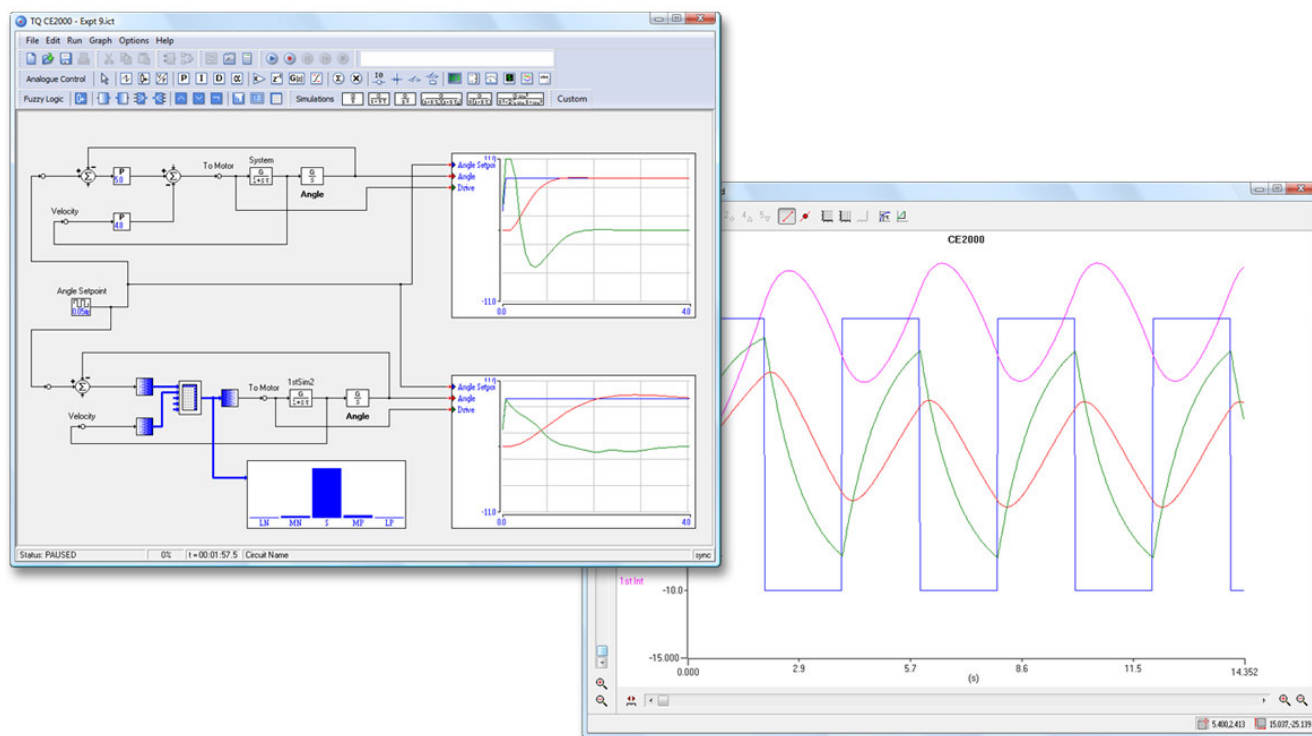 TQ CE2000 - Expt 9.ict
File Edit Run Graph Options Help
Analogue Control
P I D
G(s)
Fuzzy Logic
Simulations
Custom
System
To Motor
P
5.0
G
1+sτ
G
s
Angle
Velocity
P
4.0
Angle Setpoint
0.05Hz
Angle Setpoi
Angle
Drive
11.0
-11.0
0.0
4.0
1stSim2
To Motor
G
1+sτ
G
s
Angle
Velocity
Angle Setpoi
Angle
Drive
11.0
-11.0
0.0
4.0
LN MN S MP LP
Status: PAUSED 0% t = 00:01:57.5 Circuit Name sync
CE2000
1st Int
-10.0
-15.000
0.000 2.9 5.7 8.6 11.5 14.352
(s)
5.400,2.413 15.037,-25.139